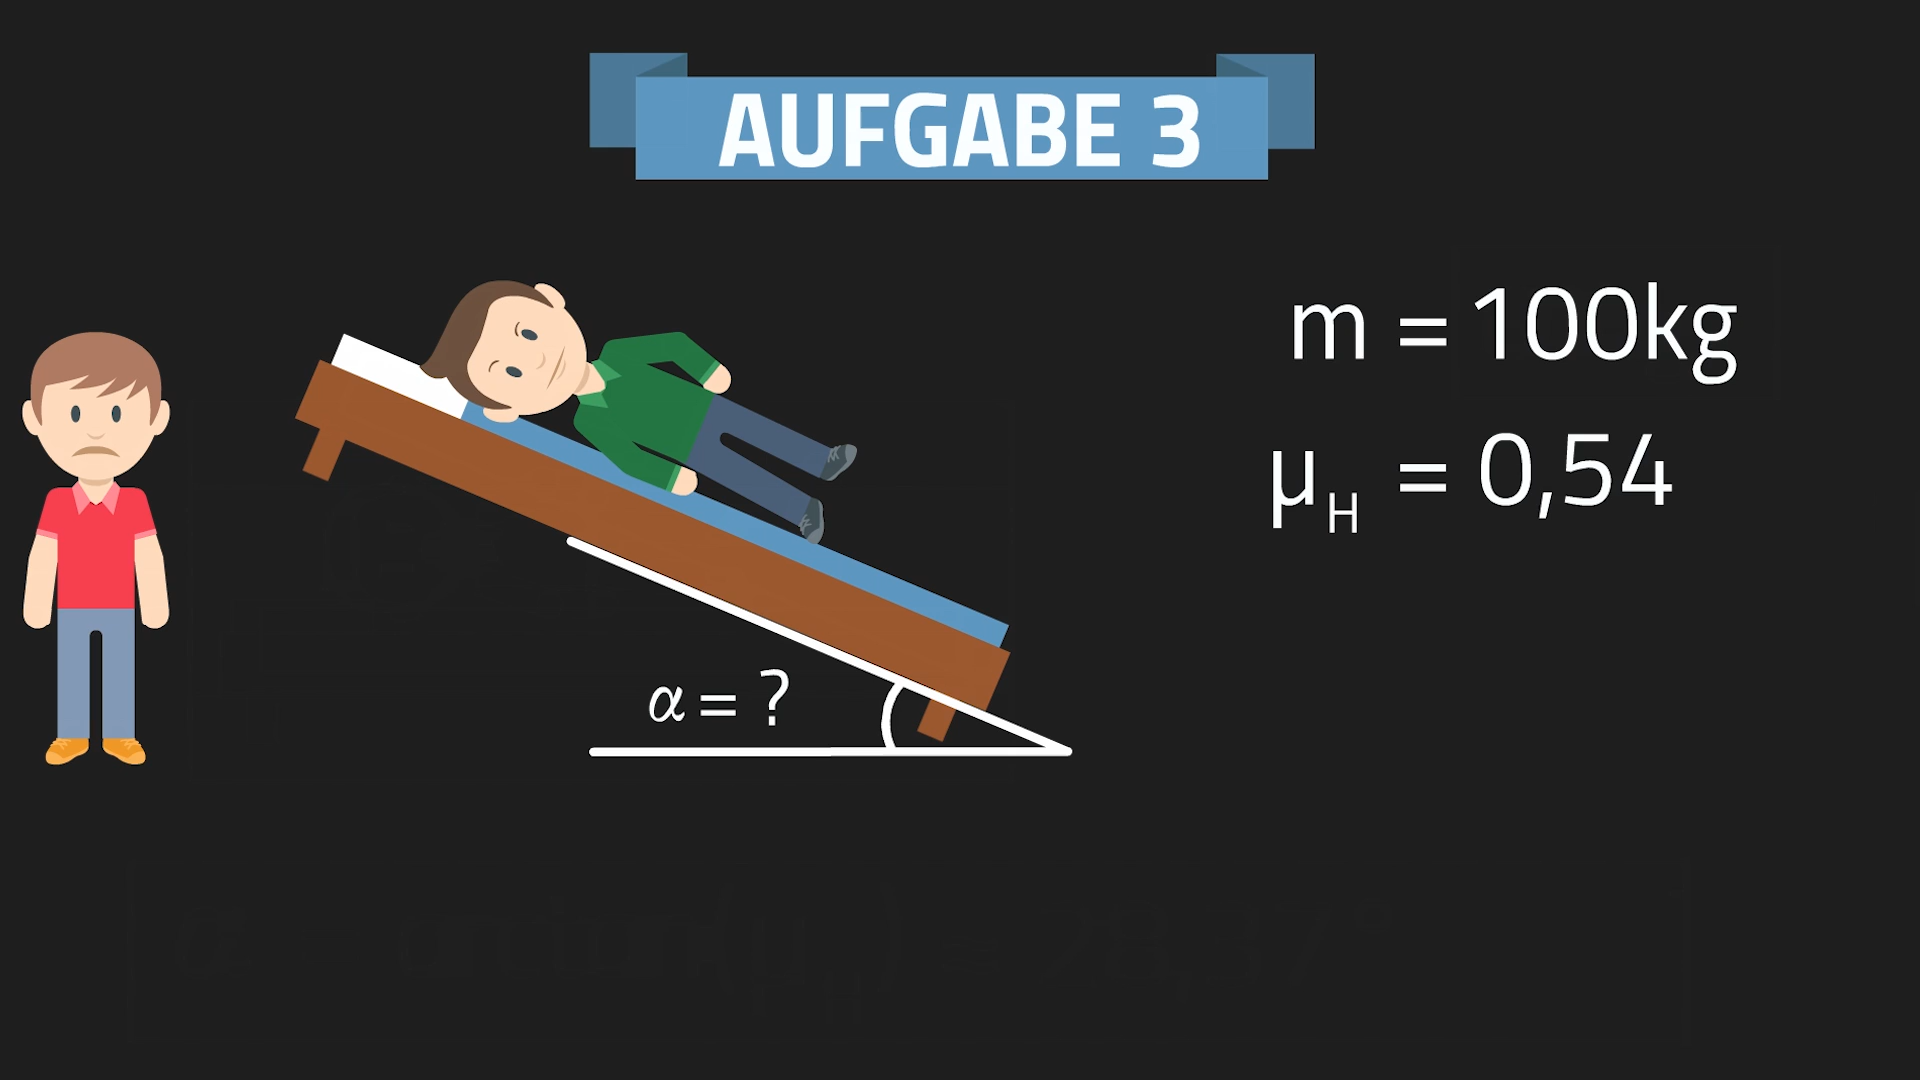 AUFGABE 3
m = 100kg
μH = 0,54
α = ?